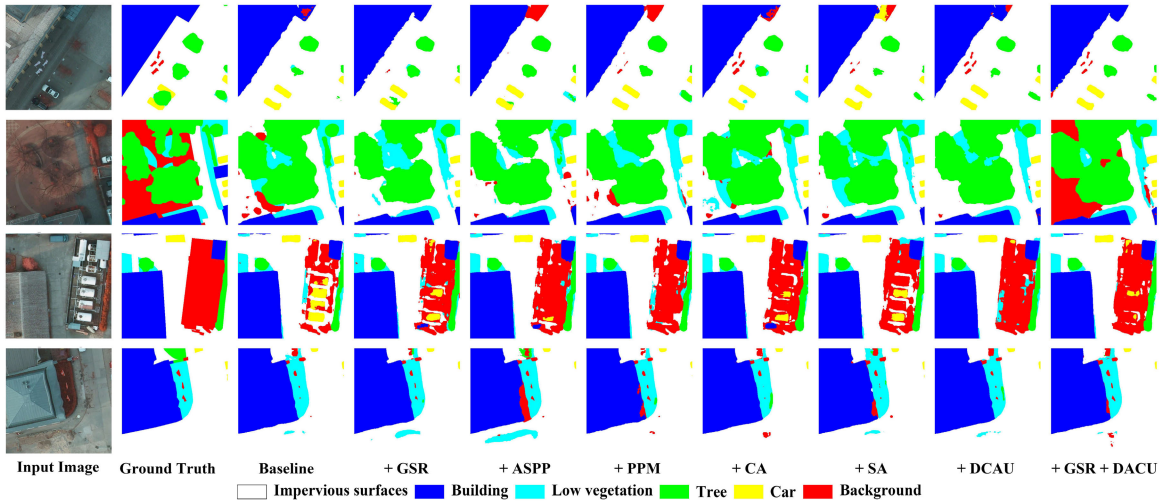 Input Image Ground Truth Baseline + GSR + ASPP + PPM + CA + SA + DCAU + GSR + DACU
Impervious surfaces Building Low vegetation Tree Car Background